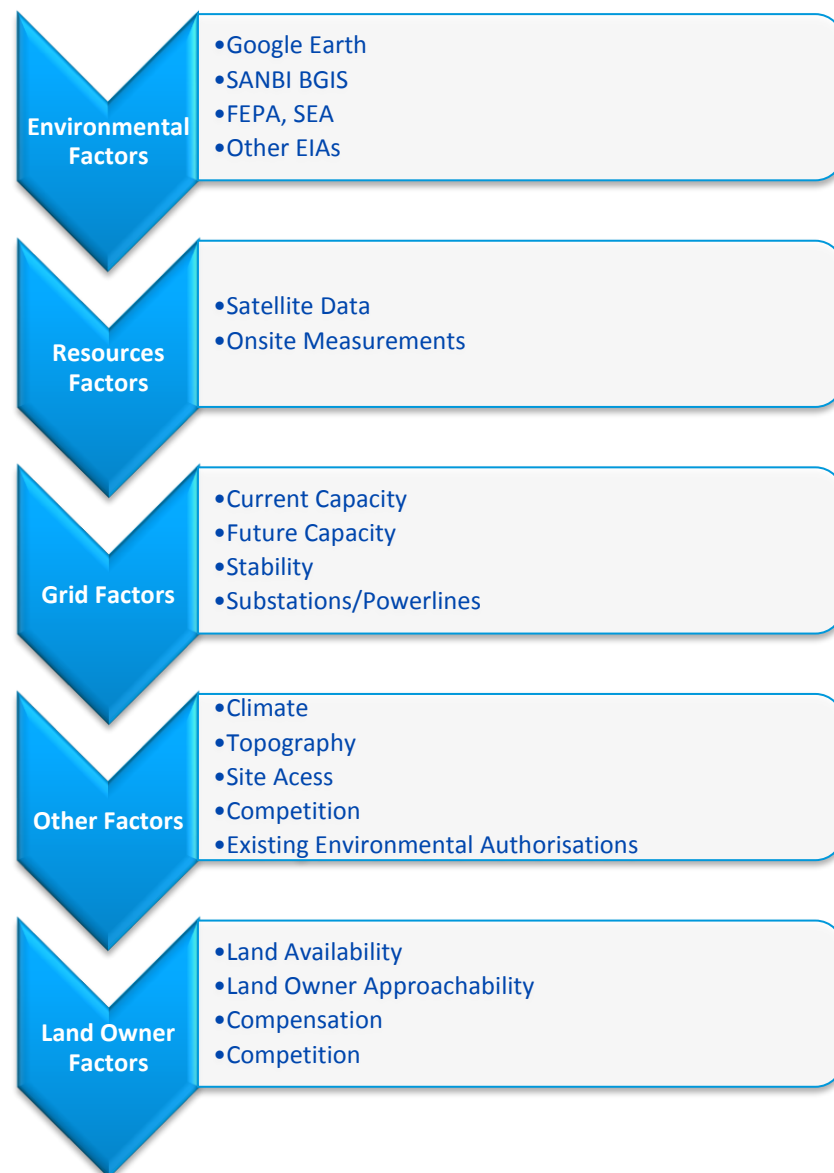 Environmental
Factors
•Google Earth
•SANBI BGIS
•FEPA, SEA
•Other EIAs
Resources
Factors
•Satellite Data
•Onsite Measurements
Grid Factors
•Current Capacity
•Future Capacity
•Stability
•Substations/Powerlines
Other Factors
•Climate
•Topography
•Site Acess
•Competition
•Existing Environmental Authorisations
Land Owner
Factors
•Land Availability
•Land Owner Approachability
•Compensation
•Competition